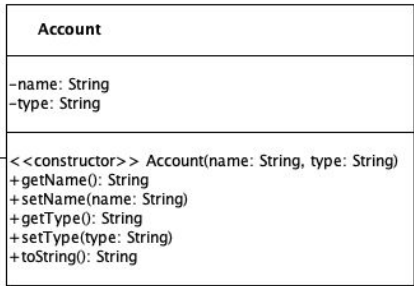 Account
-name: String
-type: String
<<constructor>> Account(name: String, type: String)
+getName(): String
+setName(name: String)
+getType(): String
+setType(type: String)
+toString(): String